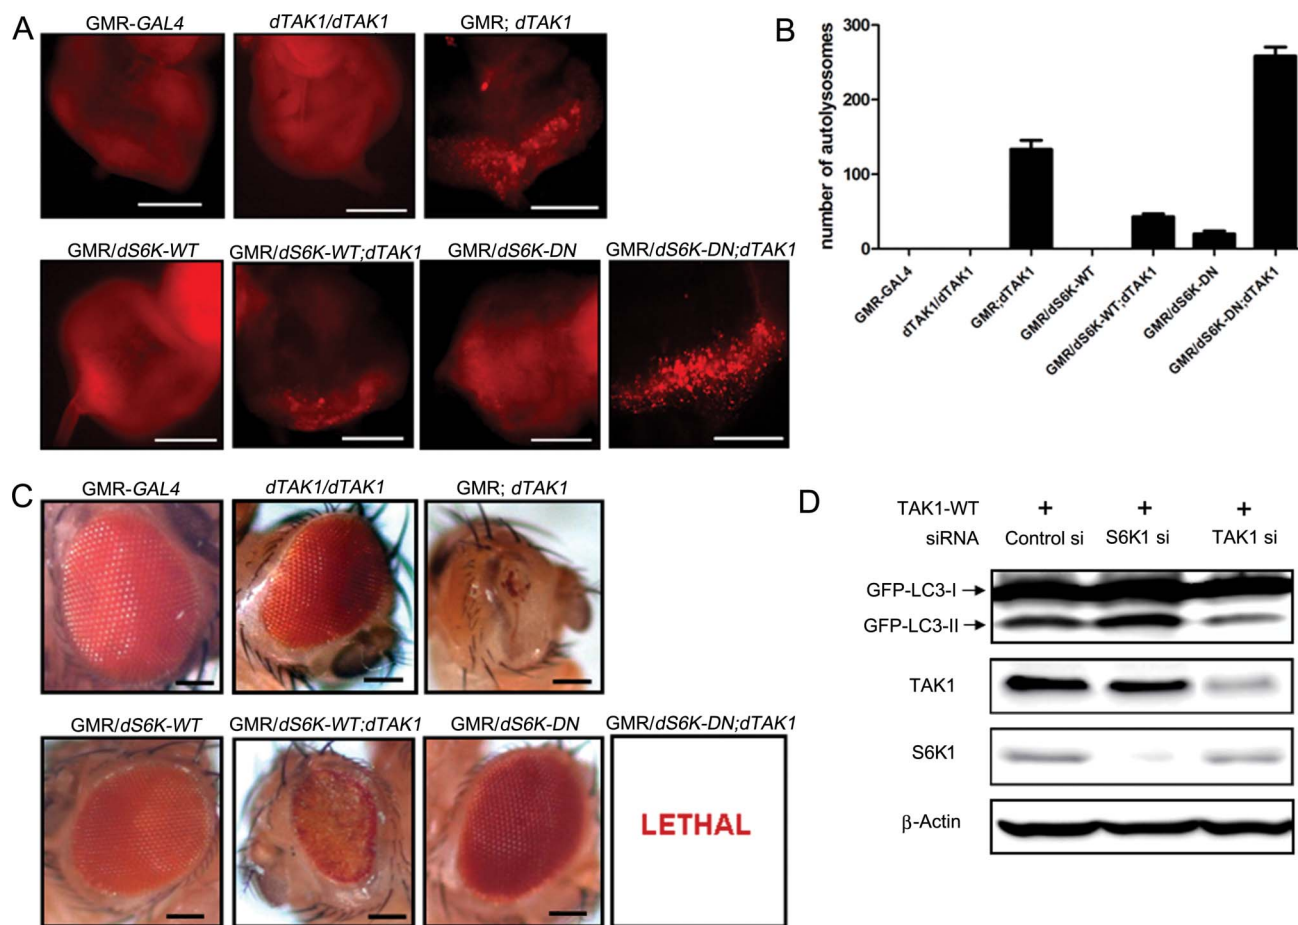 A
GMR-GAL4
dTAK1/dTAK1
GMR; dTAK1
GMR/dS6K-WT
GMR/dS6K-WT;dTAK1
GMR/dS6K-DN
GMR/dS6K-DN;dTAK1
B
number of autolysosomes
300
200
100
0
GMR-GAL4
dTAK1/dTAK1
GMR;dTAK1
GMR/dS6K-WT
GMR/dS6K-WT;dTAK1
GMR/dS6K-DN
GMR/dS6K-DN;dTAK1
C
GMR-GAL4
dTAK1/dTAK1
GMR; dTAK1
GMR/dS6K-WT
GMR/dS6K-WT;dTAK1
GMR/dS6K-DN
GMR/dS6K-DN;dTAK1
LETHAL
D
TAK1-WT + + +
siRNA Control si S6K1 si TAK1 si
GFP-LC3-I
GFP-LC3-II
TAK1
S6K1
β-Actin